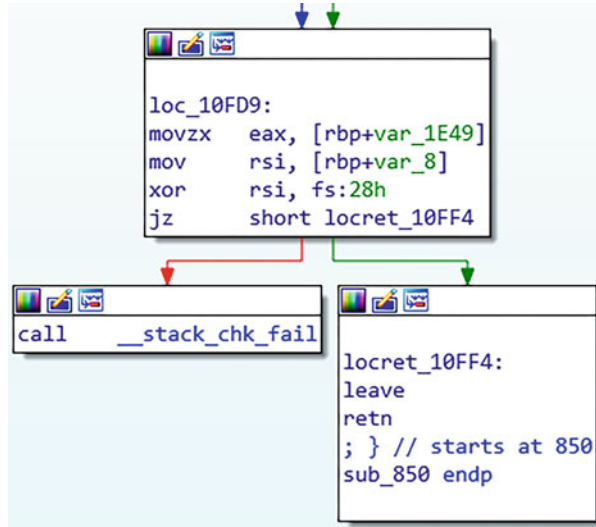 loc_10FD9:
movzx eax, [rbp+var_1E49]
mov rsi, [rbp+var_8]
xor rsi, fs:28h
jz short locret_10FF4
call __stack_chk_fail
locret_10FF4:
leave
retn
; } // starts at 850
sub_850 endp